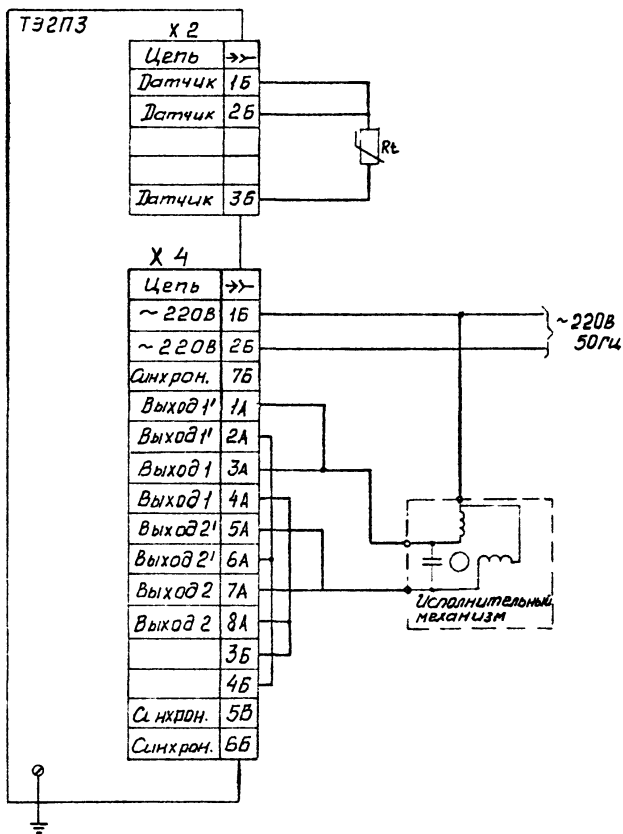 ТЭ2П3
X 2
Цепь
Датчик 1Б
Датчик 2Б
Датчик 3Б
Rt
X 4
Цепь
~ 220В 1Б
~ 220В 2Б
Синхрон. 7Б
Выход 1' 1А
Выход 1' 2А
Выход 1 3А
Выход 1 4А
Выход 2' 5А
Выход 2' 6А
Выход 2 7А
Выход 2 8А
3Б
4Б
Синхрон. 5В
Синхрон. 6Б
~220В
50гц
Исполнительный
механизм